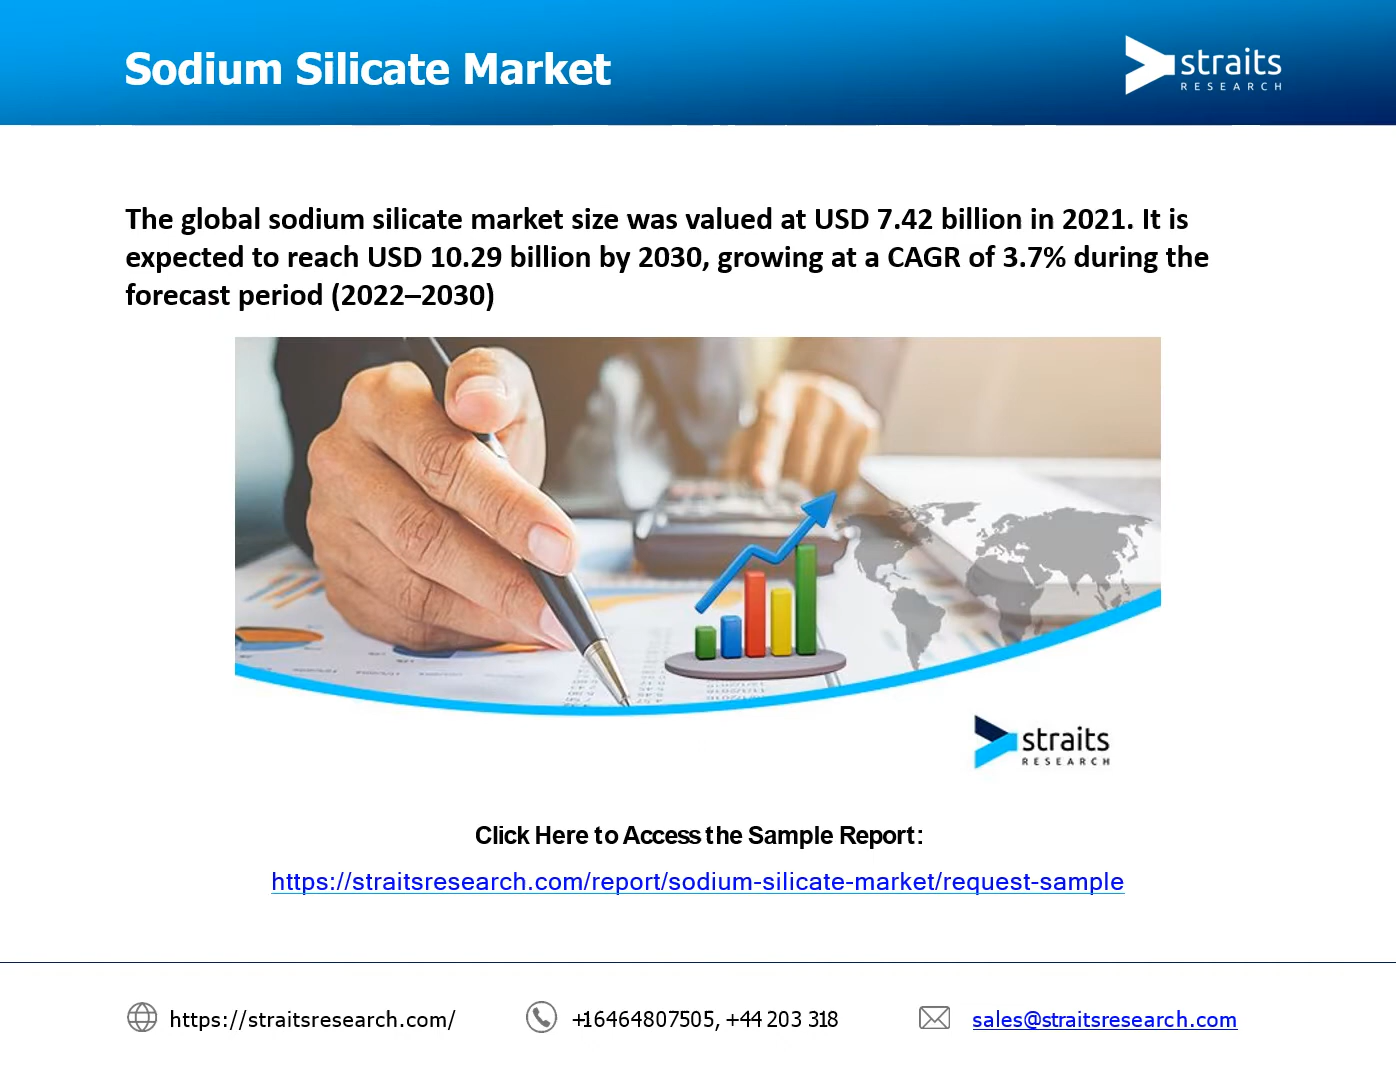 Sodium Silicate Market
straits
RESEARCH
The global sodium silicate market size was valued at USD 7.42 billion in 2021. It is
expected to reach USD 10.29 billion by 2030, growing at a CAGR of 3.7% during the
forecast period (2022–2030)
straits
RESEARCH
Click Here to Access the Sample Report:
https://straitsresearch.com/report/sodium-silicate-market/request-sample
https://straitsresearch.com/
+16464807505, +44 203 318
sales@straitsresearch.com